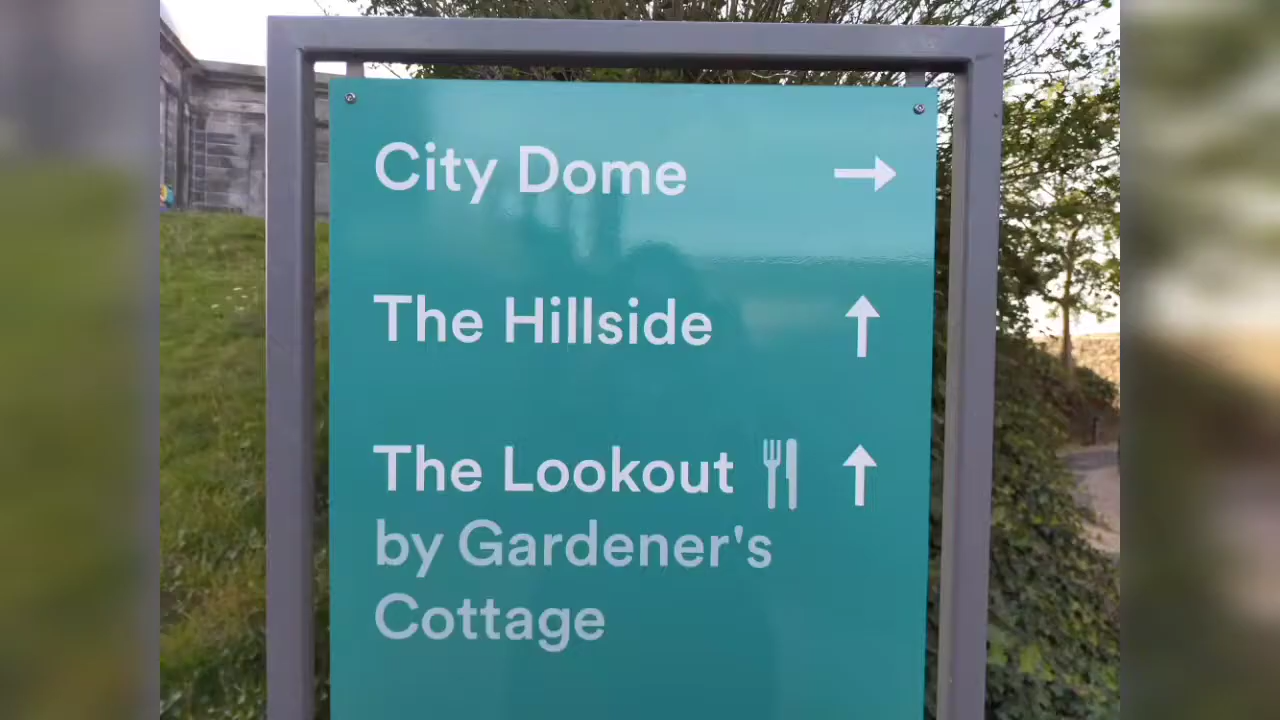 City Dome
The Hillside
The Lookout
by Gardener's
Cottage